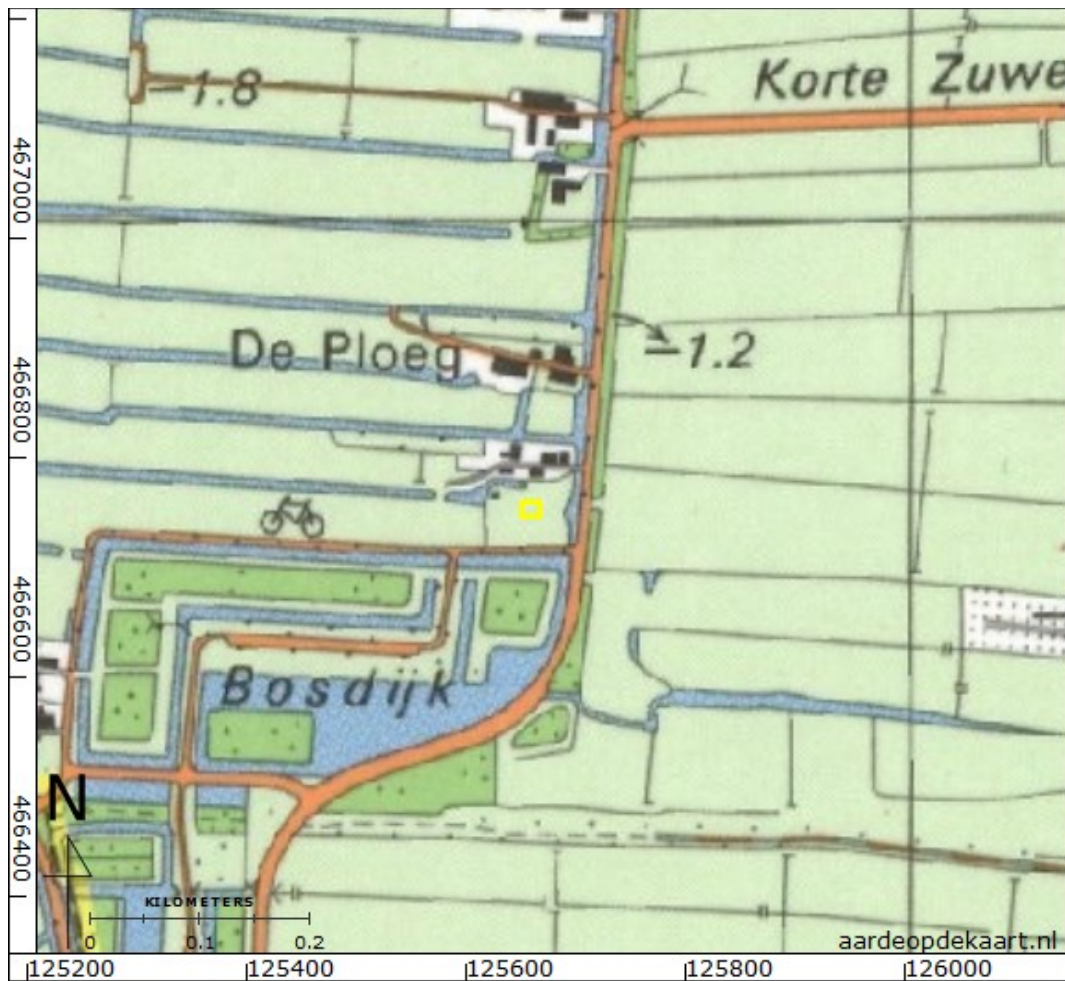 Korte Zuwe
-1.8
467000
-1.2
De Ploeg
466800
466600
Bosdijk
N
466400
KILOMETERS
0 0.1 0.2
aardeopdekaart.nl
125200 125400 125600 125800 126000